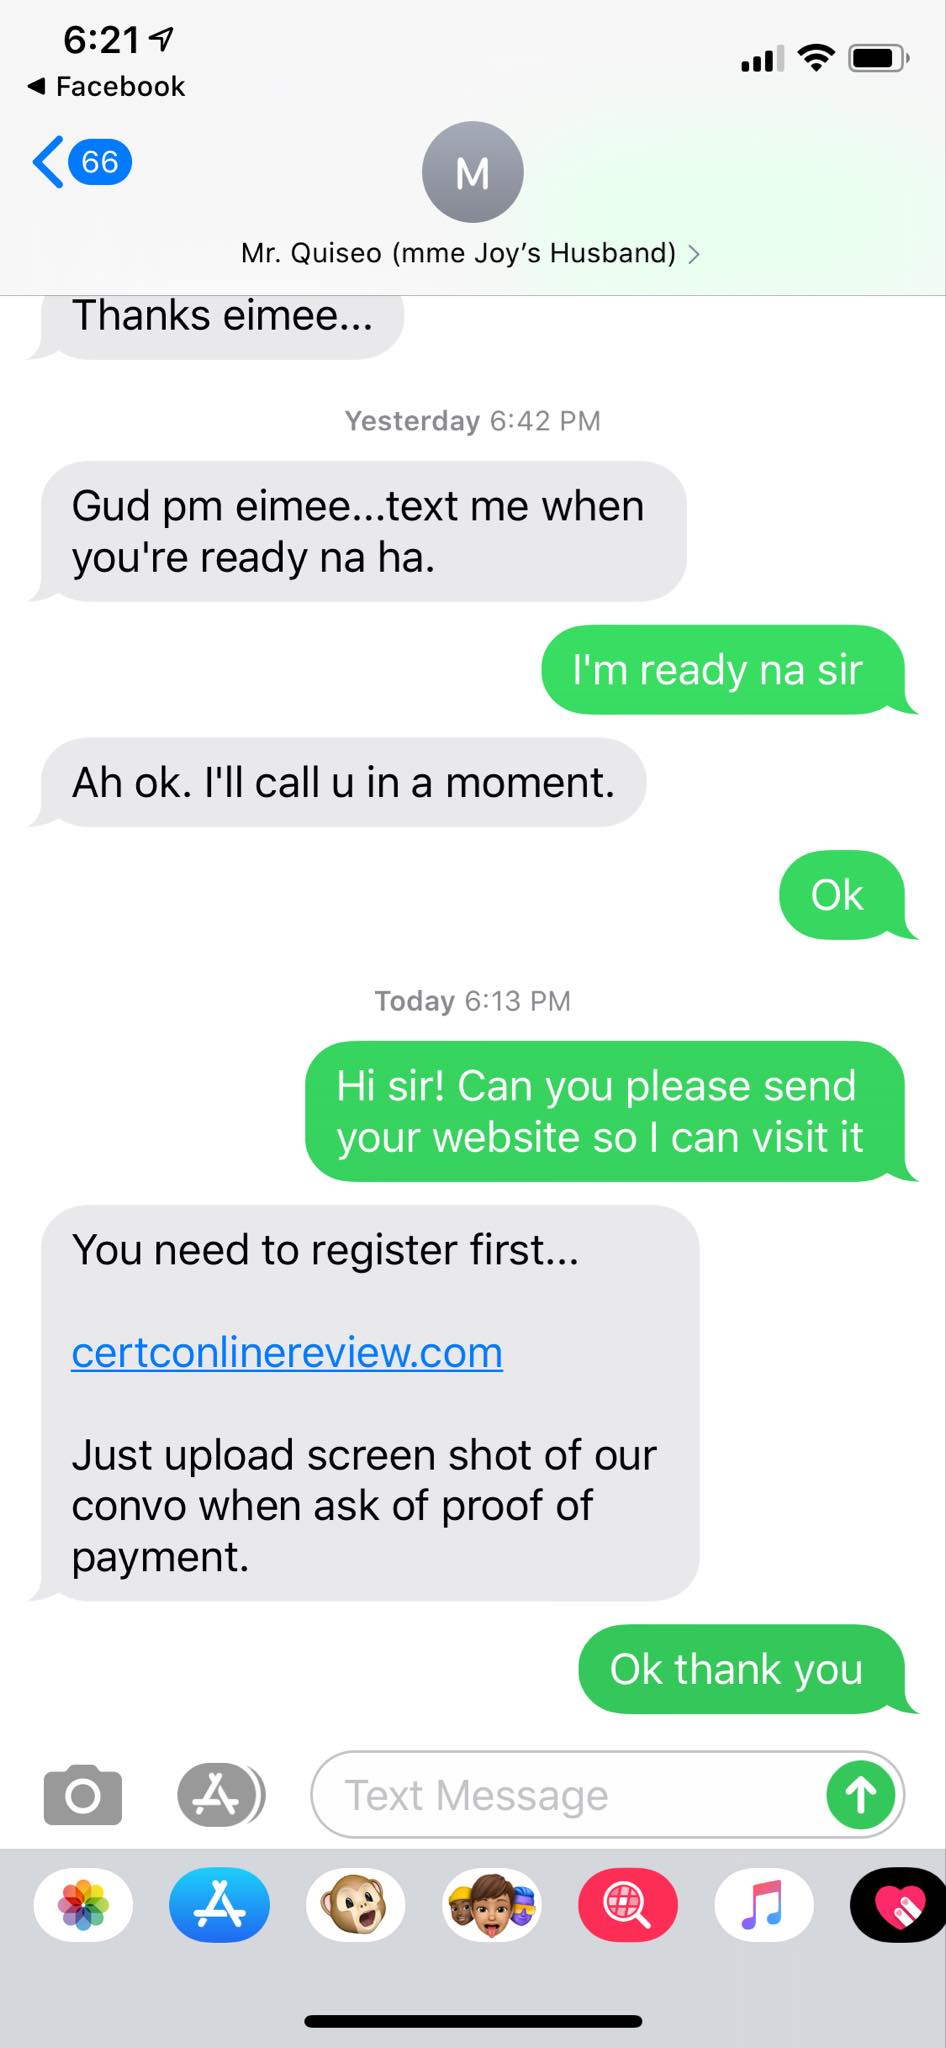 6:21
Facebook
66
M
Mr. Quiseo (mme Joy's Husband)
Thanks eimee...
Yesterday 6:42 PM
Gud pm eimee...text me when
you're ready na ha.
I'm ready na sir
Ah ok. I'll call u in a moment.
Ok
Today 6:13 PM
Hi sir! Can you please send
your website so I can visit it
You need to register first...
certconlinereview.com
Just upload screen shot of our
convo when ask of proof of
payment.
Ok thank you
Text Message